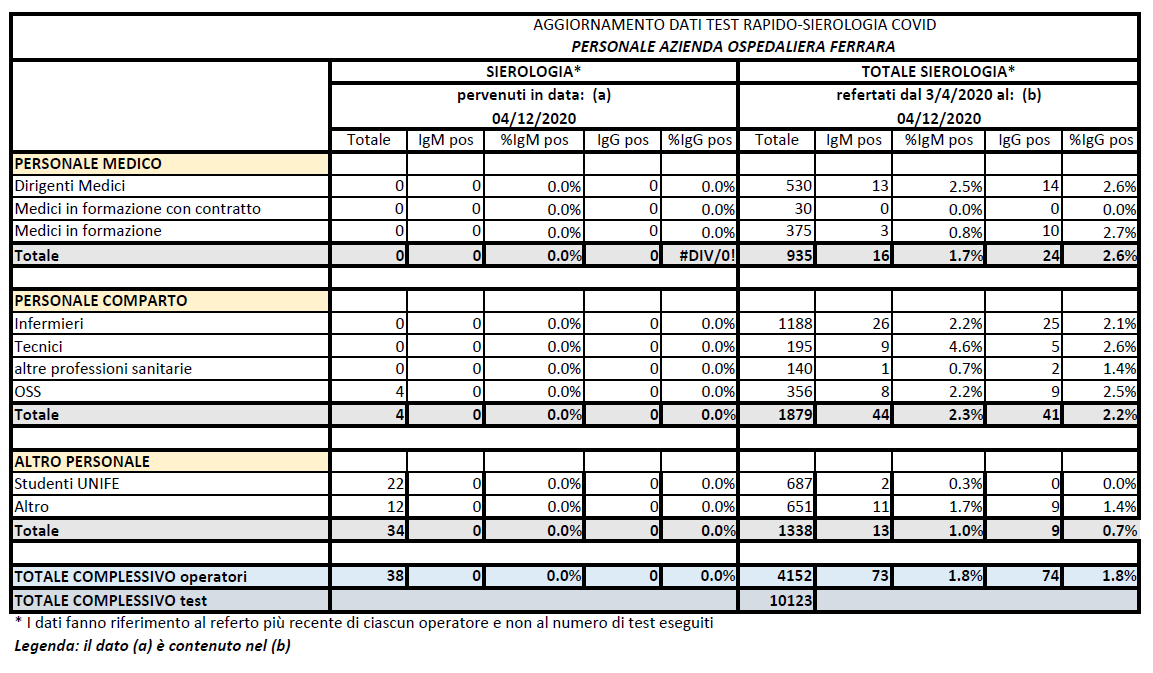 AGGIORNAMENTO DATI TEST RAPIDO-SIEROLOGIA COVID
PERSONALE AZIENDA OSPEDALIERA FERRARA
SIEROLOGIA* TOTALE SIEROLOGIA*
pervenuti in data: (a) refertati dal 3/4/2020 al: (b)
04/12/2020 04/12/2020
Totale IgM pos %IgM pos IgG pos %IgG pos Totale IgM pos %IgM pos IgG pos %IgG pos
PERSONALE MEDICO
Dirigenti Medici 0 0 0.0% 0 0.0% 530 13 2.5% 14 2.6%
Medici in formazione con contratto 0 0 0.0% 0 0.0% 30 0 0.0% 0 0.0%
Medici in formazione 0 0 0.0% 0 0.0% 375 3 0.8% 10 2.7%
Totale 0 0 0.0% 0 #DIV/0! 935 16 1.7% 24 2.6%
PERSONALE COMPARTO
Infermieri 0 0 0.0% 0 0.0% 1188 26 2.2% 25 2.1%
Tecnici 0 0 0.0% 0 0.0% 195 9 4.6% 5 2.6%
altre professioni sanitarie 0 0 0.0% 0 0.0% 140 1 0.7% 2 1.4%
OSS 4 0 0.0% 0 0.0% 356 8 2.2% 9 2.5%
Totale 4 0 0.0% 0 0.0% 1879 44 2.3% 41 2.2%
ALTRO PERSONALE
Studenti UNIFE 22 0 0.0% 0 0.0% 687 2 0.3% 0 0.0%
Altro 12 0 0.0% 0 0.0% 651 11 1.7% 9 1.4%
Totale 34 0 0.0% 0 0.0% 1338 13 1.0% 9 0.7%
TOTALE COMPLESSIVO operatori 38 0 0.0% 0 0.0% 4152 73 1.8% 74 1.8%
TOTALE COMPLESSIVO test 10123
* I dati fanno riferimento al referto più recente di ciascun operatore e non al numero di test eseguiti
Legenda: il dato (a) è contenuto nel (b)